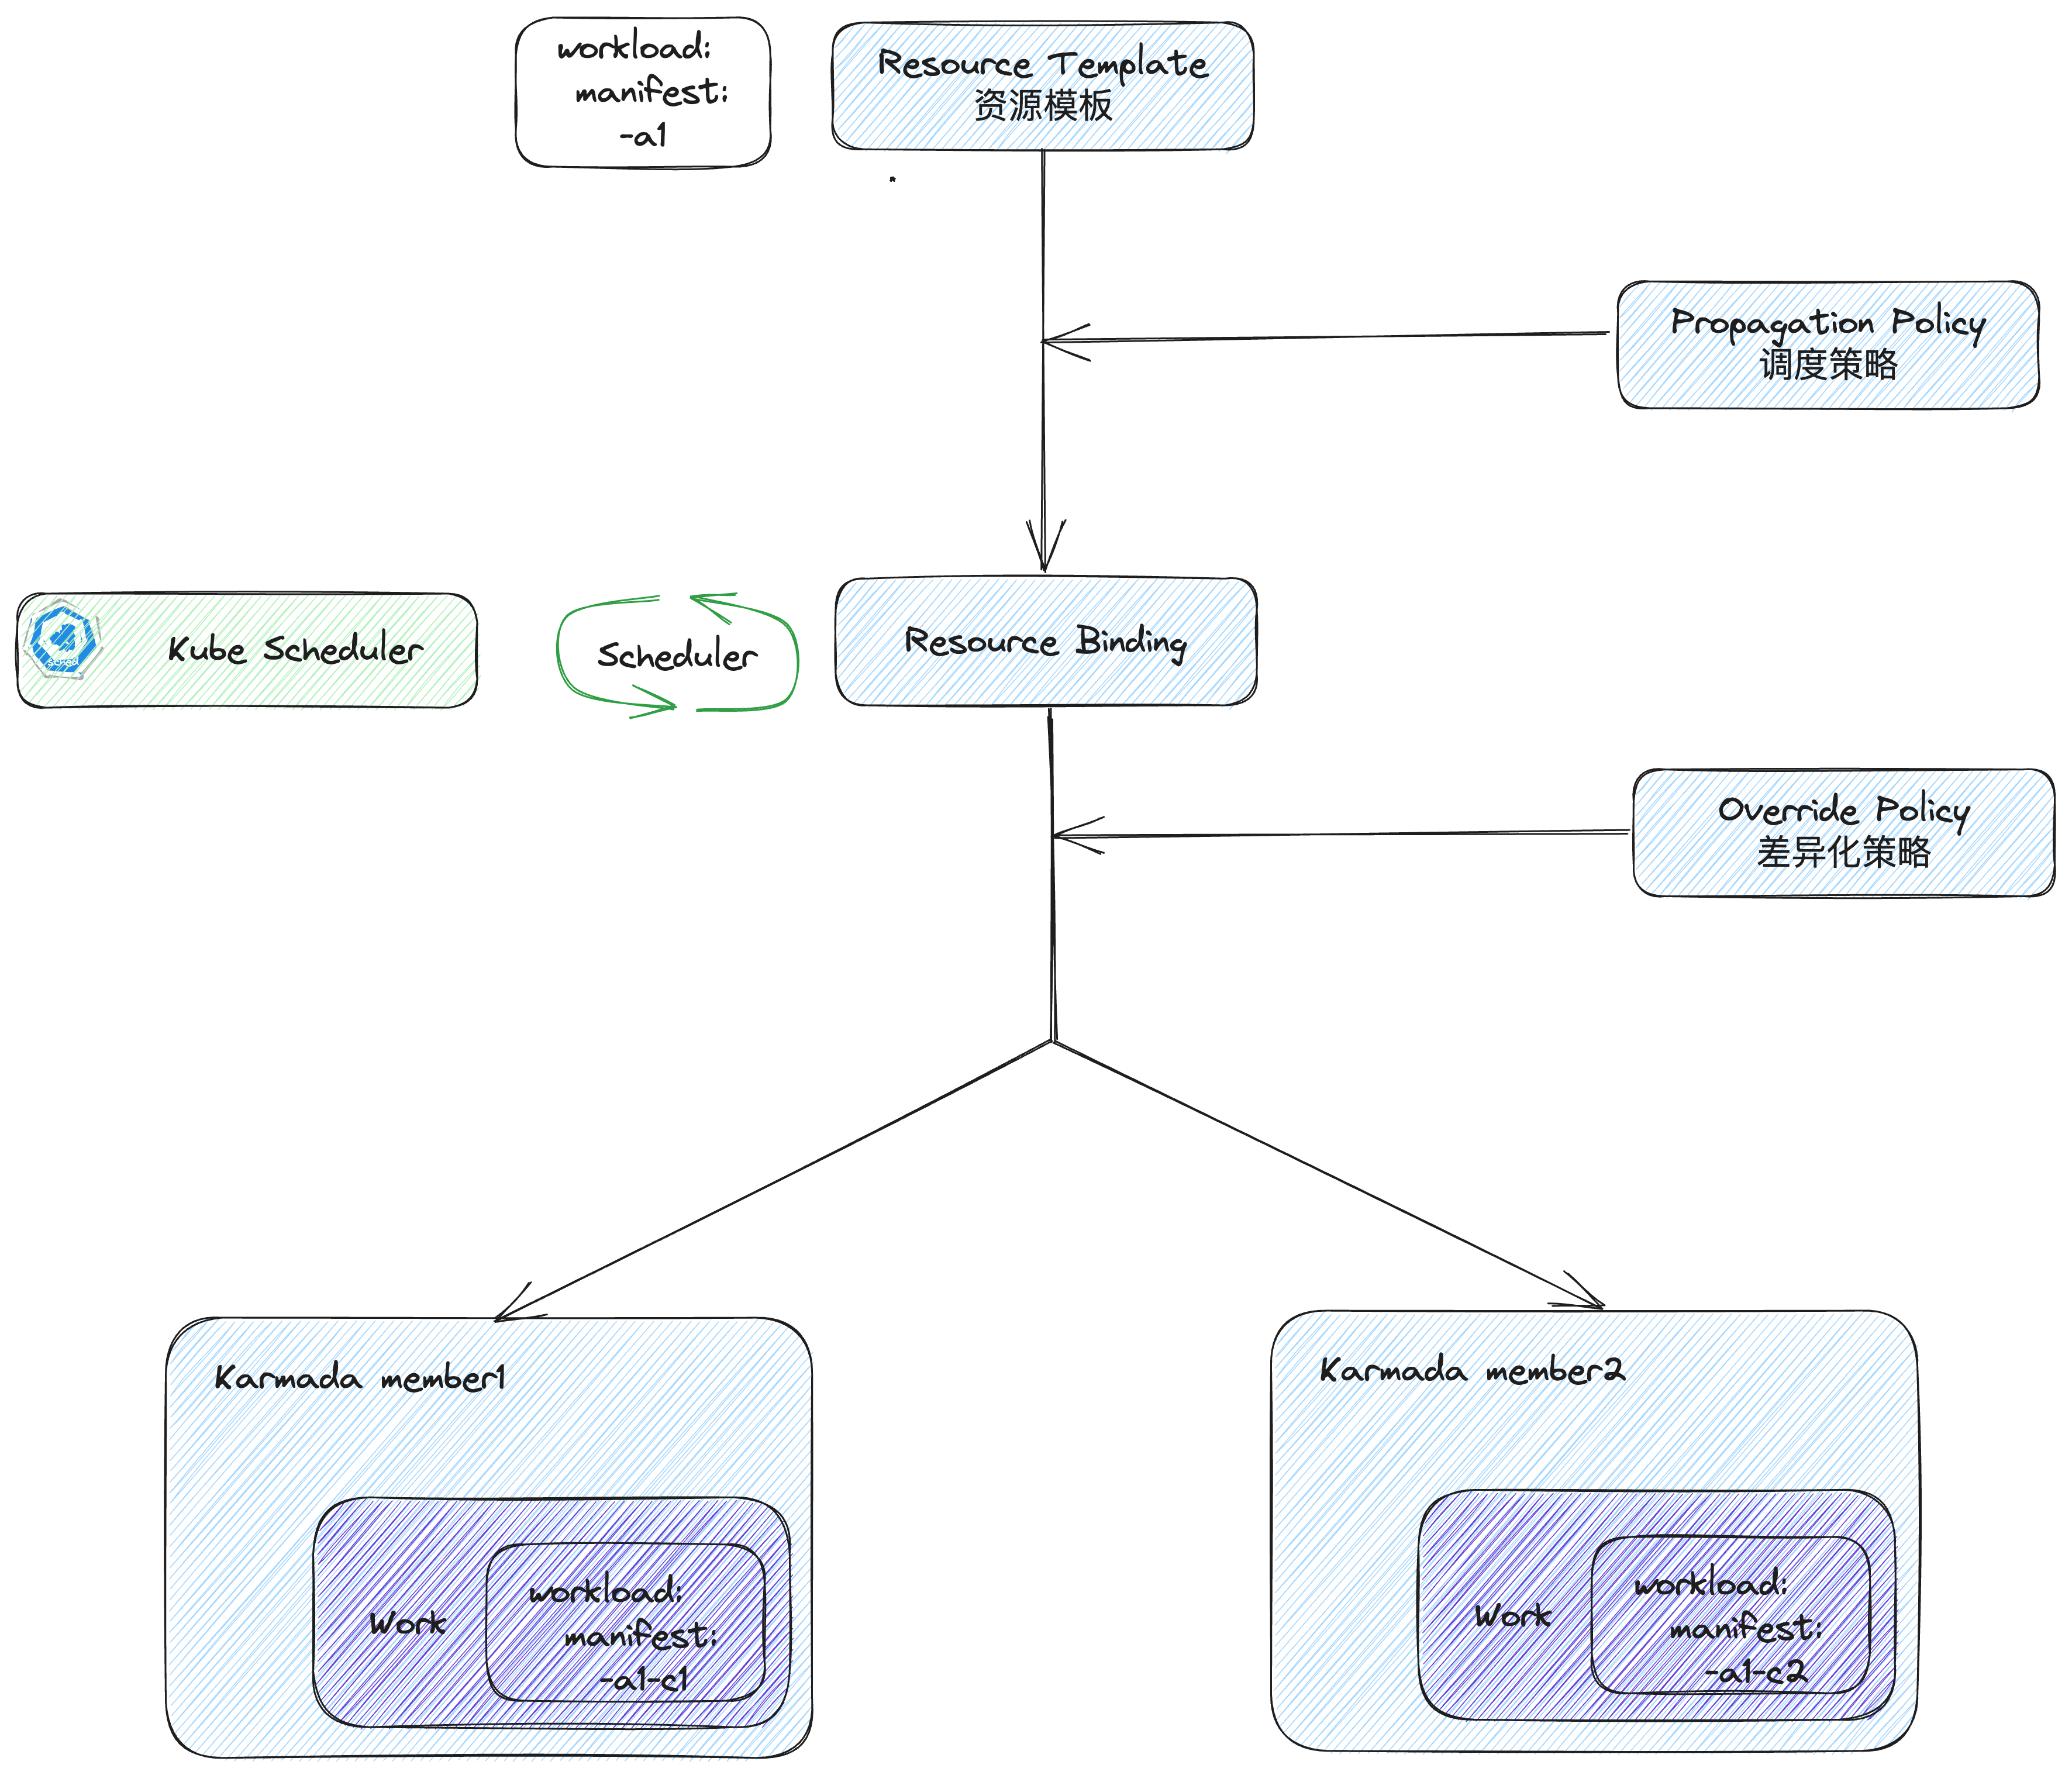 workload:
manifest:
-a1
Resource Template
资源模板
Propagation Policy
调度策略
sched
Kube Scheduler
Scheduler
Resource Binding
Override Policy
差异化策略
Karmada member1
Work
workload:
manifest:
-a1-c1
Karmada member2
Work
workload:
manifest:
-a1-c2